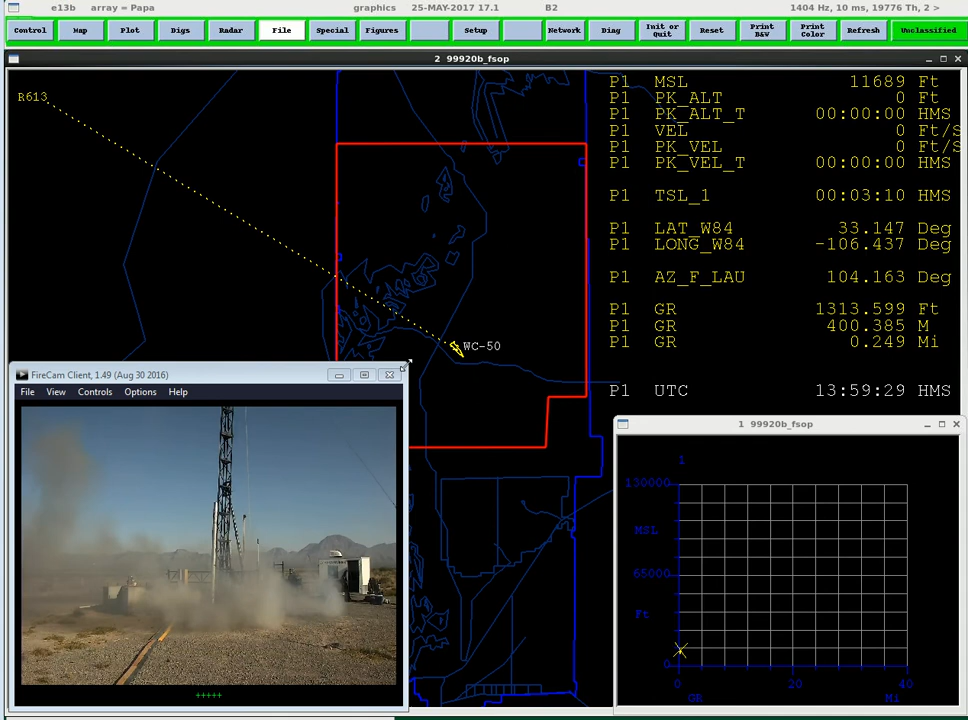 e13b array = Papa graphics 25-MAY-2017 17.1 B2 1404 Hz, 10 ms, 19776 Th, 2 >
Control Map Plot Digs Radar File Special Figures Setup Network Diag Init or Quit Reset Print B&W Print Color Refresh Unclassified
2 99920b_fsop
R613
WC-50
P1 MSL 11689 Ft
P1 PK_ALT 0 Ft
P1 PK_ALT_T 00:00:00 HMS
P1 VEL 0 Ft/S
P1 PK_VEL 0 Ft/S
P1 PK_VEL_T 00:00:00 HMS
P1 TSL_1 00:03:10 HMS
P1 LAT_W84 33.147 Deg
P1 LONG_W84 -106.437 Deg
P1 AZ_F_LAU 104.163 Deg
P1 GR 1313.599 Ft
P1 GR 400.385 M
P1 GR 0.249 Mi
P1 UTC 13:59:29 HMS
FireCam Client, 1.49 (Aug 30 2016)
File View Controls Options Help
+++++
1 99920b_fsop
1
130000
MSL
65000
Ft
0
0 20 40
GR Mi